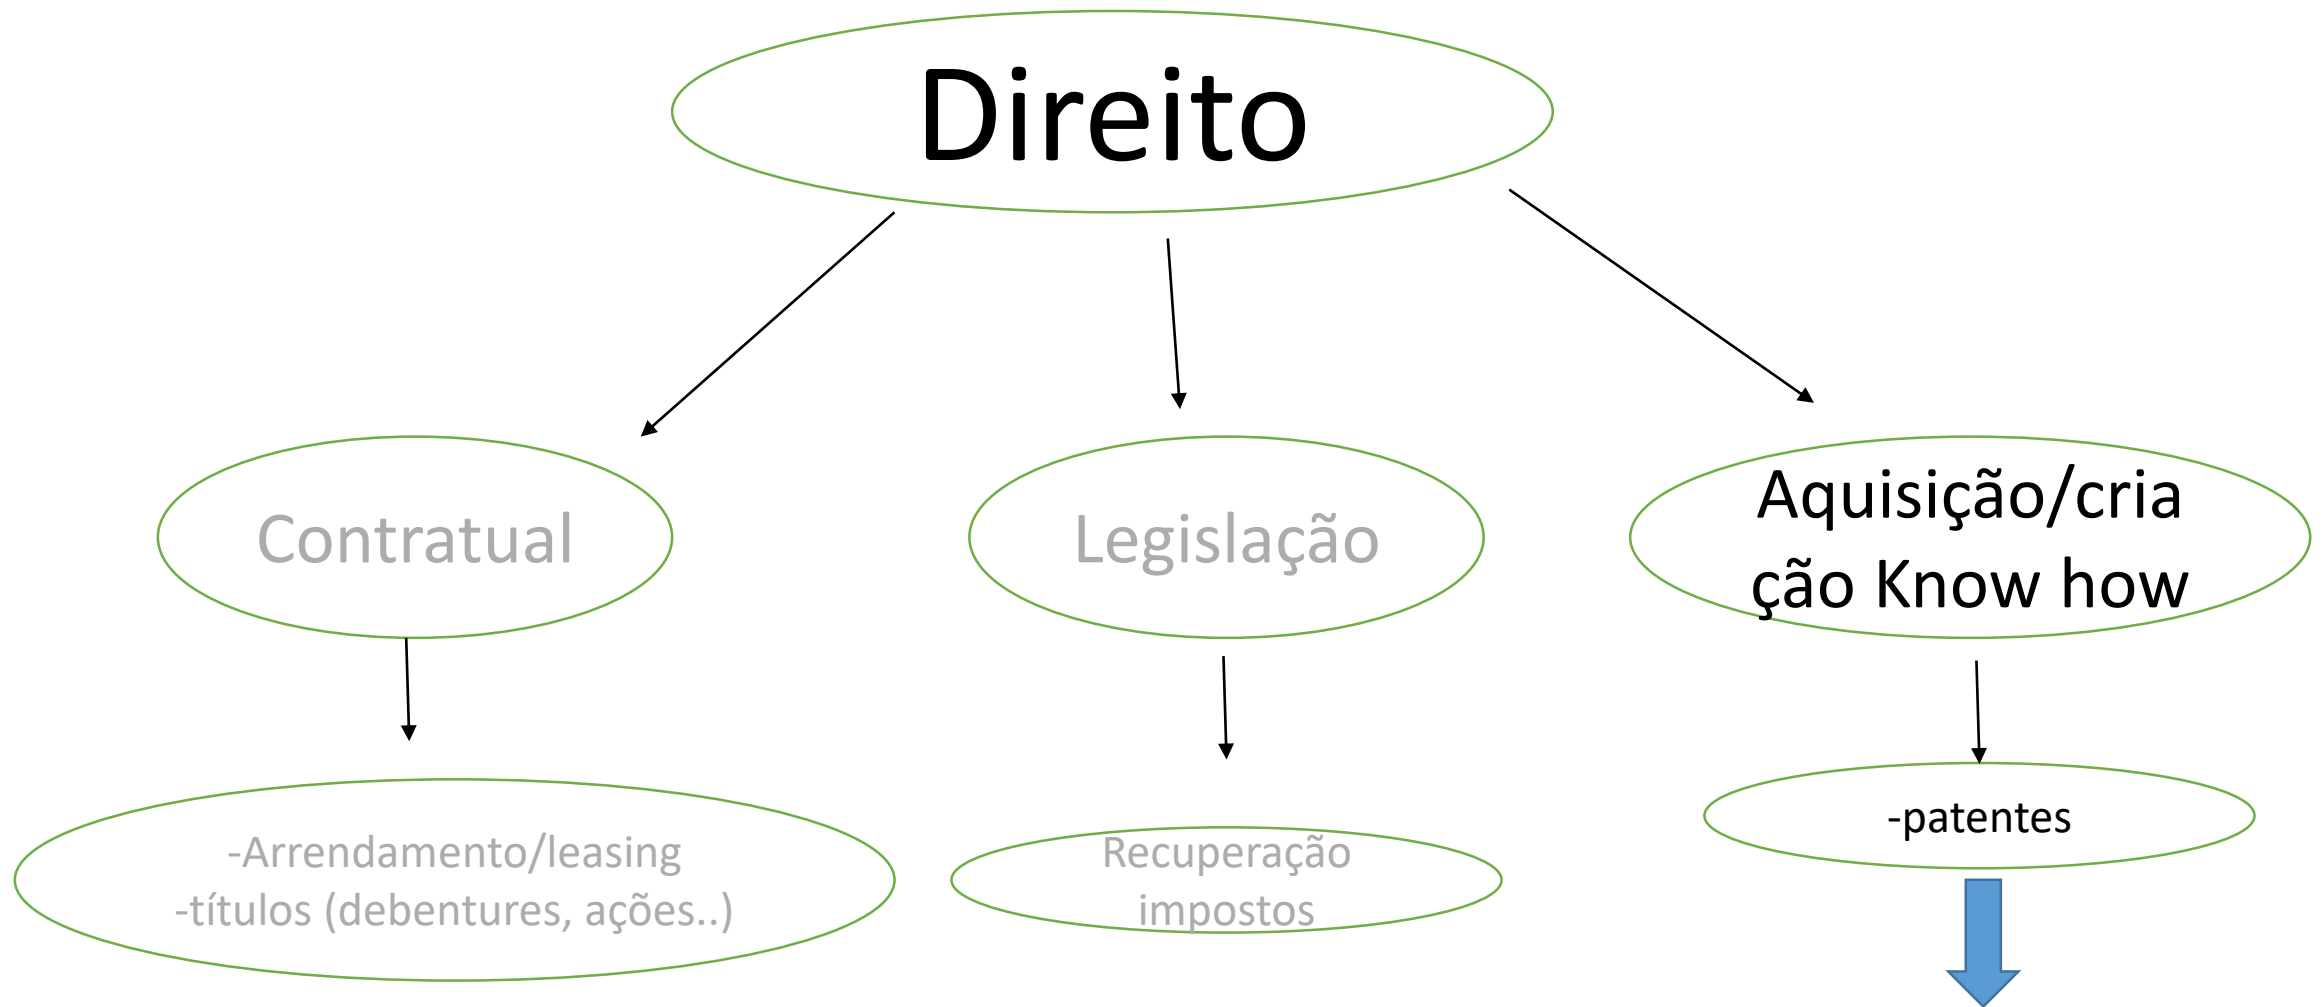 Direito
Contratual
Legislação
Aquisição/cria
ção Know how
-Arrendamento/leasing
-títulos (debentures, ações..)
Recuperação
impostos
-patentes